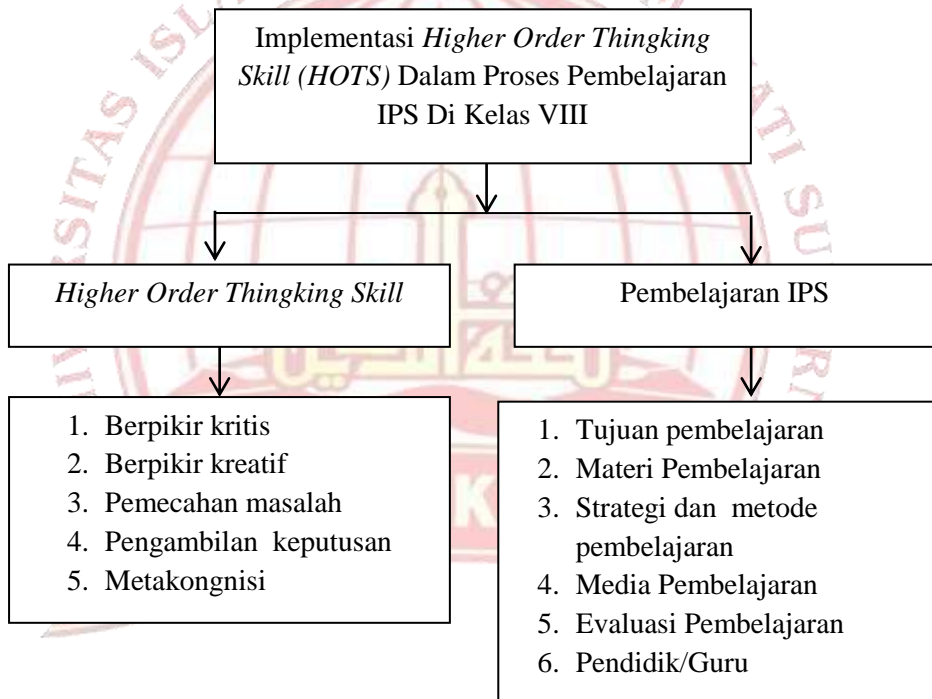 Implementasi Higher Order Thingking
Skill (HOTS) Dalam Proses Pembelajaran
IPS Di Kelas VIII
Higher Order Thingking Skill
Pembelajaran IPS
1. Berpikir kritis
2. Berpikir kreatif
3. Pemecahan masalah
4. Pengambilan keputusan
5. Metakongnisi
1. Tujuan pembelajaran
2. Materi Pembelajaran
3. Strategi dan metode
pembelajaran
4. Media Pembelajaran
5. Evaluasi Pembelajaran
6. Pendidik/Guru